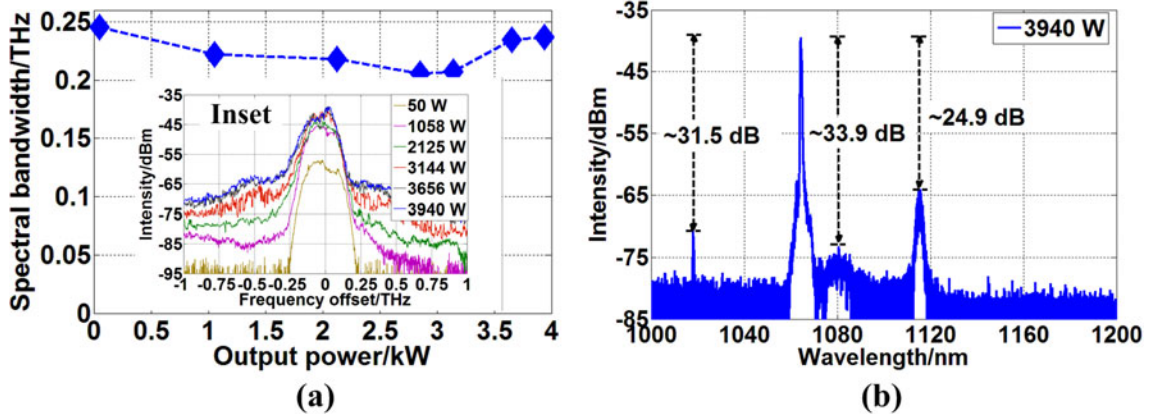 Spectral bandwidth/THz
0.25
0.2
0.15
0.1
0.05
0
0 0.5 1 1.5 2 2.5 3 3.5 4
Output power/kW
Inset
Intensity/dBm
-35
-45
-55
-65
-75
-85
-95
-1 -0.75 -0.5 -0.25 0 0.25 0.5 0.75 1
Frequency offset/THz
50 W
1058 W
2125 W
3144 W
3656 W
3940 W
(a)
Intensity/dBm
-35
-45
-55
-65
-75
-85
1000 1040 1080 1120 1160 1200
Wavelength/nm
3940 W
~31.5 dB
~33.9 dB
~24.9 dB
(b)